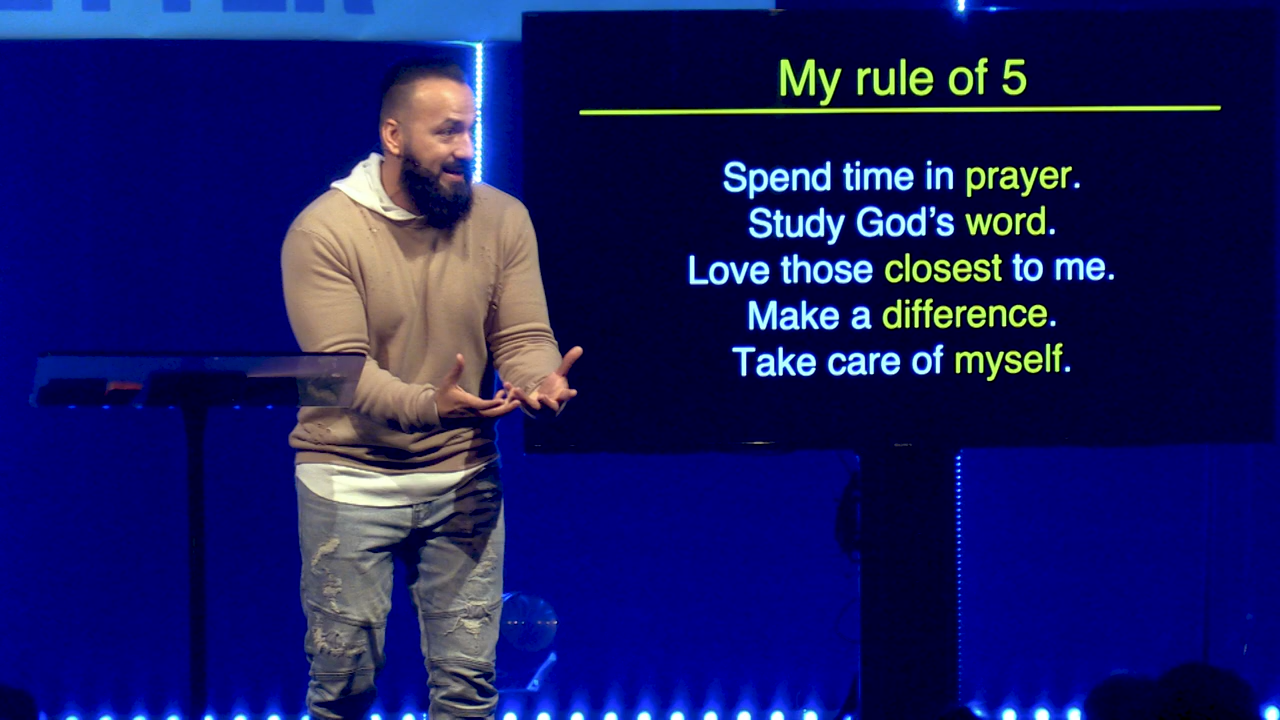 My rule of 5
Spend time in prayer.
Study God's word.
Love those closest to me.
Make a difference.
Take care of myself.